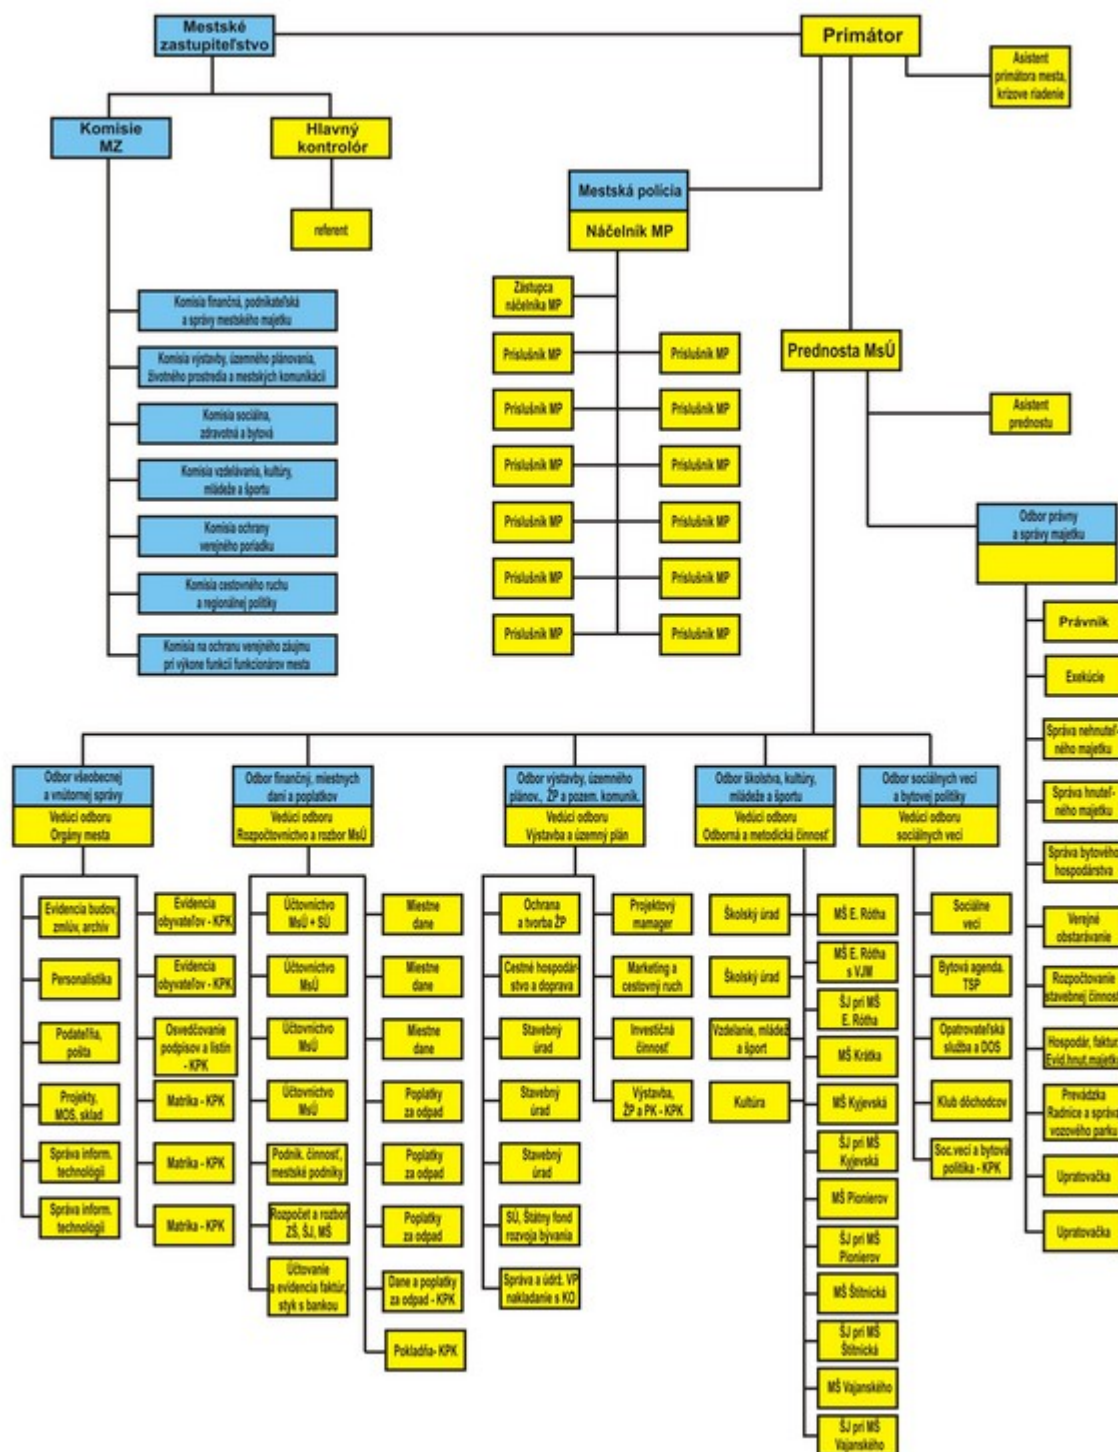 Mestské
zastupiteľstvo
Primátor
Asistent
primátora mesta,
krízove riadenie
Komisie
MZ
Hlavný
kontrolór
referent
Mestská polícia
Náčelník MP
Komisia finančná, podnikateľská
a správy mestského majetku
Komisia výstavby, územného plánovania,
životného prostredia a mestských komunikácií
Komisia sociálna,
zdravotná a bytová
Komisia vzdelávania, kultúry,
mládeže a športu
Komisia ochrany
verejného poriadku
Komisia cestovného ruchu
a regionálnej politiky
Komisia na ochranu verejného záujmu
pri výkone funkcií funkcionárov mesta
Zástupca
náčelníka MP
Príslušník MP
Príslušník MP
Príslušník MP
Príslušník MP
Príslušník MP
Príslušník MP
Príslušník MP
Príslušník MP
Príslušník MP
Príslušník MP
Príslušník MP
Príslušník MP
Prednosta MsÚ
Asistent
prednostu
Odbor právny
a správy majetku
Právnik
Exekúcie
Správa nehnuteľ-
ného majetku
Správa hnuteľ-
ného majetku
Správa bytového
hospodárstva
Verejné
obstarávanie
Rozpočtovanie
stavebnej činnosti
Hospodár, faktur.
Evid.hnut.majetku
Prevádzka
Radnice a správa
vozového parku
Upratovačka
Upratovačka
Odbor všeobecnej
a vnútornej správy
Vedúci odboru
Orgány mesta
Evidencia budov,
zmlúv, archív
Personalistika
Podateľňa,
pošta
Projekty,
MOS, sklad
Správa inform.
technológií
Správa inform.
technológií
Evidencia
obyvateľov - KPK
Evidencia
obyvateľov - KPK
Osvedčovanie
podpisov a listín
- KPK
Matrika - KPK
Matrika - KPK
Matrika - KPK
Odbor finančný, miestnych
daní a poplatkov
Vedúci odboru
Rozpočtovníctvo a rozbor MsÚ
Účtovníctvo
MsÚ + SÚ
Účtovníctvo
MsÚ
Účtovníctvo
MsÚ
Účtovníctvo
MsÚ
Podnik. činnosť,
mestské podniky
Rozpočet a rozbor
ZŠ, ŠJ, MŠ
Účtovanie
a evidencia faktúr,
styk s bankou
Miestne
dane
Miestne
dane
Miestne
dane
Poplatky
za odpad
Poplatky
za odpad
Poplatky
za odpad
Dane a poplatky
za odpad - KPK
Pokladňa- KPK
Odbor výstavby, územného
plánov., ŽP a pozem. komuník.
Vedúci odboru
Výstavba a územný plán
Ochrana
a tvorba ŽP
Cestné hospodár-
stvo a doprava
Stavebný
úrad
Stavebný
úrad
Stavebný
úrad
SÚ, Štátny fond
rozvoja bývania
Správa a údrž. VP
nakladanie s KO
Projektový
manager
Marketing a
cestovný ruch
Investičná
činnosť
Výstavba,
ŽP a PK - KPK
Odbor školstva, kultúry,
mládeže a športu
Vedúci odboru
Odborná a metodická činnosť
Školský úrad
Školský úrad
Vzdelanie, mládež
a šport
Kultúra
MŠ E. Rótha
MŠ E. Rótha
s VJM
ŠJ pri MŠ
E. Rótha
MŠ Krátka
MŠ Kyjevská
ŠJ pri MŠ
Kyjevská
MŠ Pionierov
ŠJ pri MŠ
Pionierov
MŠ Štítnická
ŠJ pri MŠ
Štítnická
MŠ Vajanského
ŠJ pri MŠ
Vajanského
Odbor sociálnych vecí
a bytovej politiky
Vedúci odboru
sociálnych vecí
Sociálne
veci
Bytová agenda.
TSP
Opatrovateľská
služba a DOS
Klub dôchodcov
Soc.veci a bytová
politika - KPK